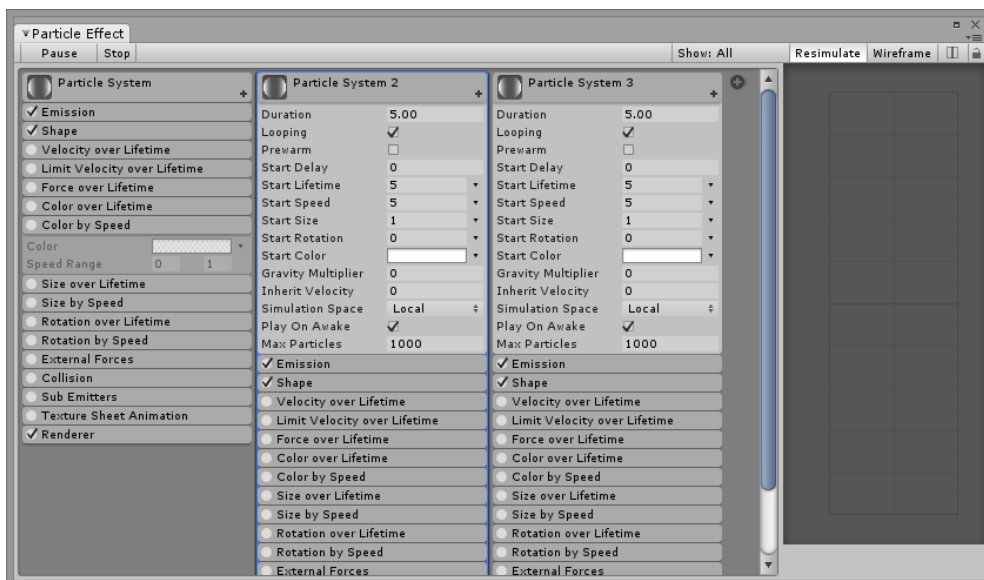 Particle Effect
Pause Stop Show: All Resimulate Wireframe
Particle System
Emission
Shape
Velocity over Lifetime
Limit Velocity over Lifetime
Force over Lifetime
Color over Lifetime
Color by Speed
Color
Speed Range 0 1
Size over Lifetime
Size by Speed
Rotation over Lifetime
Rotation by Speed
External Forces
Collision
Sub Emitters
Texture Sheet Animation
Renderer
Particle System 2
Duration 5.00
Looping
Prewarm
Start Delay 0
Start Lifetime 5
Start Speed 5
Start Size 1
Start Rotation 0
Start Color
Gravity Multiplier 0
Inherit Velocity 0
Simulation Space Local
Play On Awake
Max Particles 1000
Emission
Shape
Velocity over Lifetime
Limit Velocity over Lifetime
Force over Lifetime
Color over Lifetime
Color by Speed
Size over Lifetime
Size by Speed
Rotation over Lifetime
Rotation by Speed
External Forces
Particle System 3
Duration 5.00
Looping
Prewarm
Start Delay 0
Start Lifetime 5
Start Speed 5
Start Size 1
Start Rotation 0
Start Color
Gravity Multiplier 0
Inherit Velocity 0
Simulation Space Local
Play On Awake
Max Particles 1000
Emission
Shape
Velocity over Lifetime
Limit Velocity over Lifetime
Force over Lifetime
Color over Lifetime
Color by Speed
Size over Lifetime
Size by Speed
Rotation over Lifetime
Rotation by Speed
External Forces